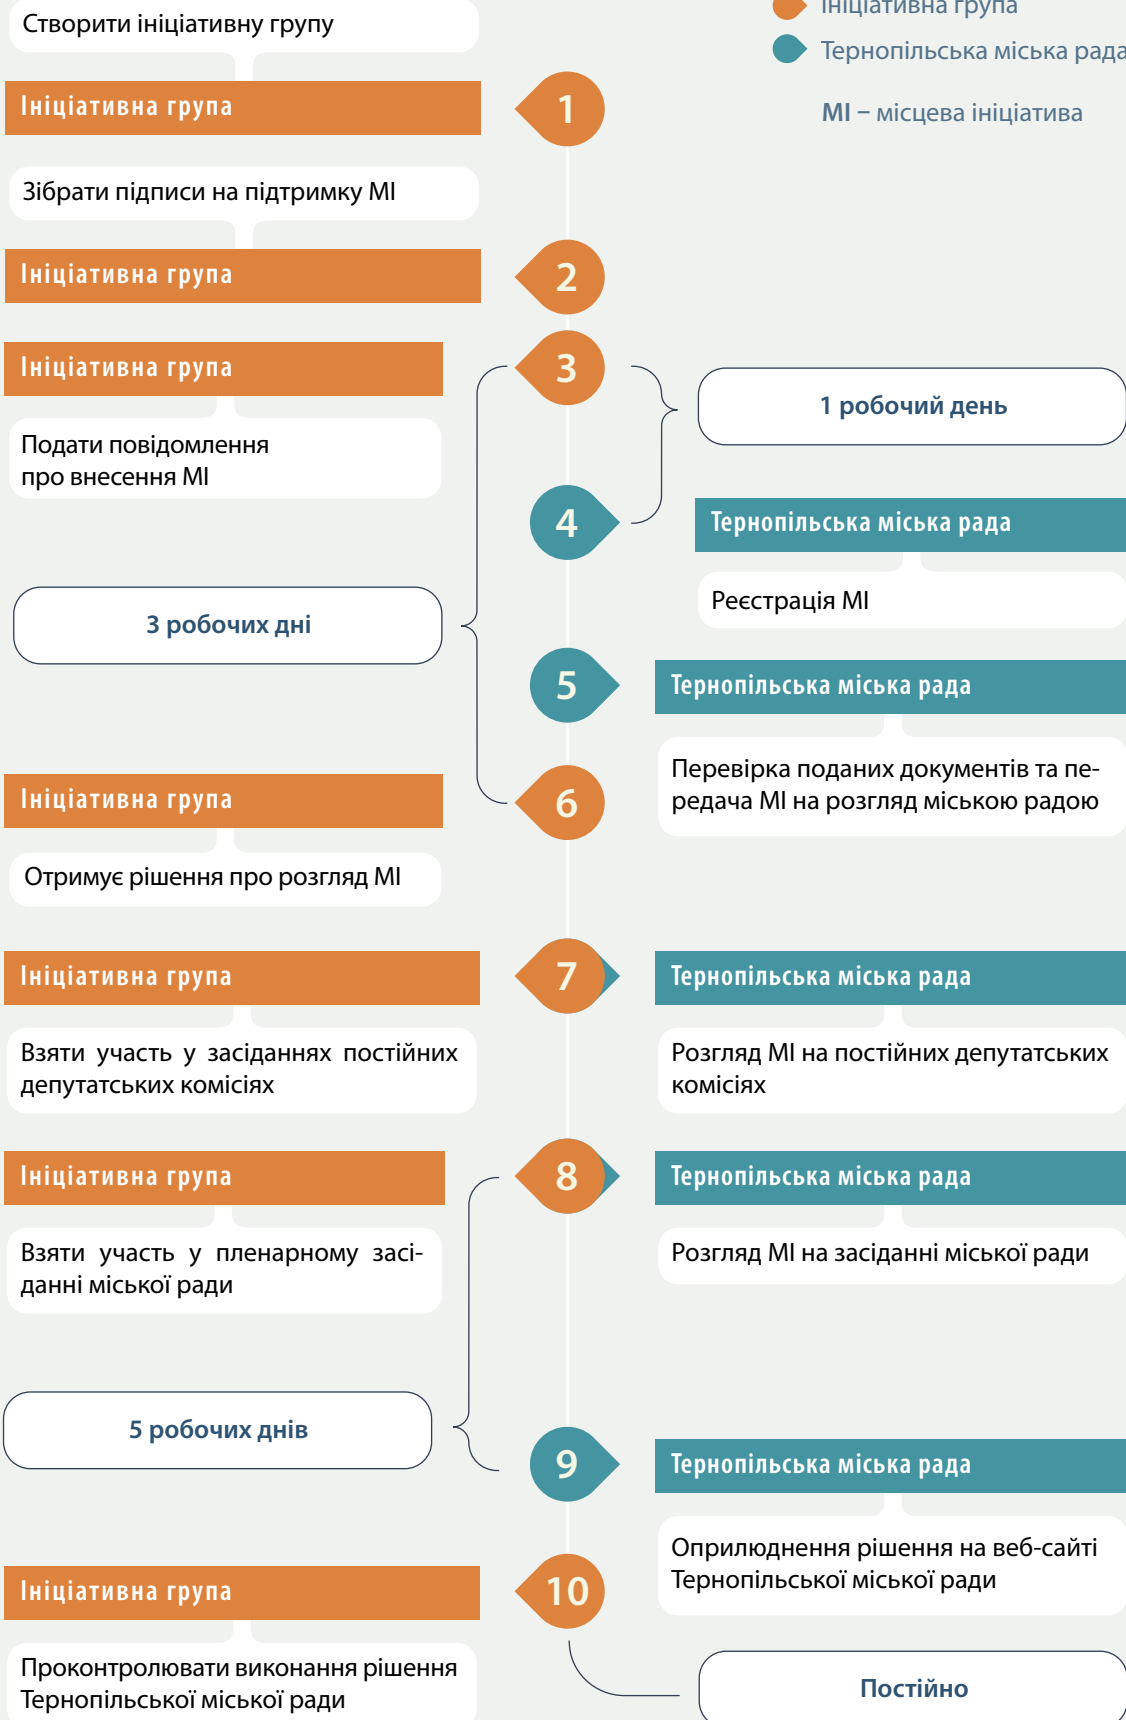 Створити ініціативну групу
Ініціативна група
Тернопільська міська рада
МІ – місцева ініціатива
Ініціативна група
1
Зібрати підписи на підтримку МІ
Ініціативна група
2
Ініціативна група
3
Подати повідомлення
про внесення МІ
1 робочий день
4
Тернопільська міська рада
Реєстрація МІ
3 робочих дні
5
Тернопільська міська рада
Перевірка поданих документів та пе-
редача МІ на розгляд міською радою
Ініціативна група
6
Отримує рішення про розгляд МІ
Ініціативна група
7
Тернопільська міська рада
Взяти участь у засіданнях постійних
депутатських комісіях
Розгляд МІ на постійних депутатських
комісіях
Ініціативна група
8
Тернопільська міська рада
Взяти участь у пленарному засі-
данні міської ради
Розгляд МІ на засіданні міської ради
5 робочих днів
9
Тернопільська міська рада
Оприлюднення рішення на веб-сайті
Тернопільської міської ради
Ініціативна група
10
Проконтролювати виконання рішення
Тернопільської міської ради
Постійно